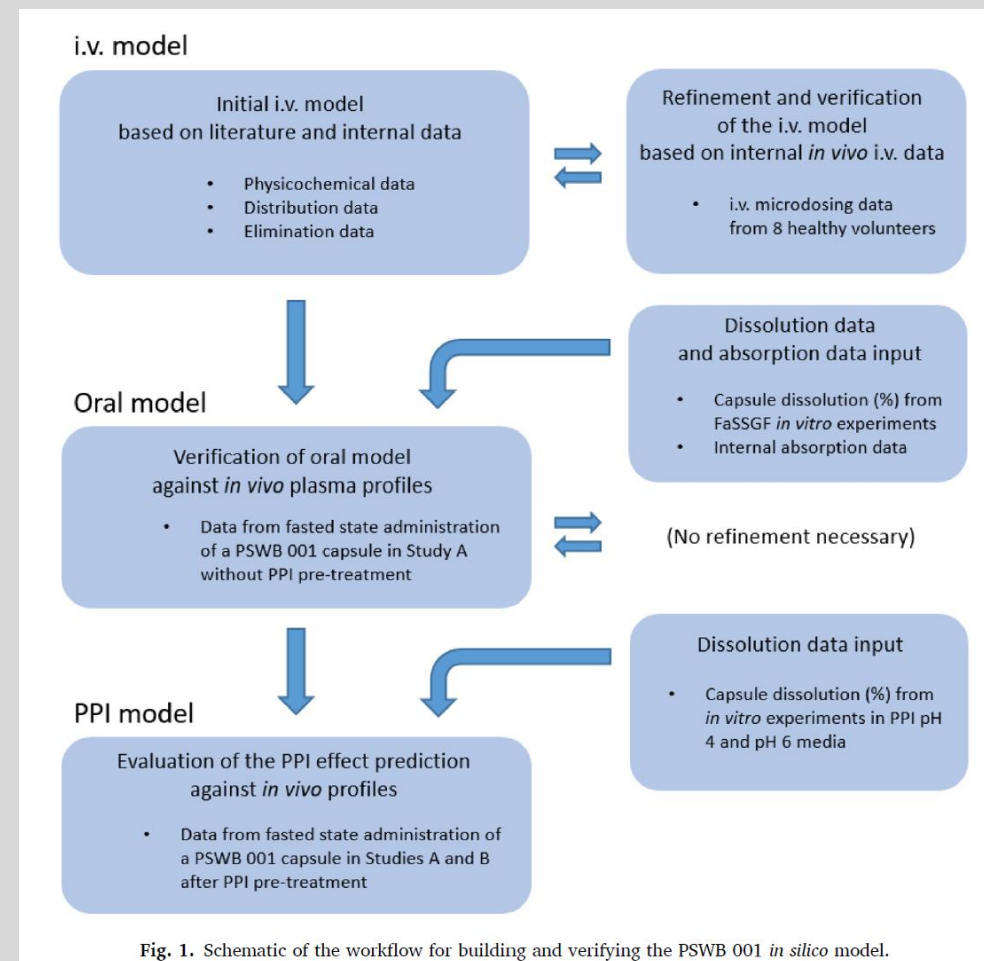 i.v. model
Initial i.v. model
based on literature and internal data
• Physicochemical data
• Distribution data
• Elimination data
Refinement and verification
of the i.v. model
based on internal in vivo i.v. data
• i.v. microdosing data
from 8 healthy volunteers
Dissolution data
and absorption data input
• Capsule dissolution (%) from
FaSSGF in vitro experiments
• Internal absorption data
Oral model
Verification of oral model
against in vivo plasma profiles
• Data from fasted state administration
of a PSWB 001 capsule in Study A
without PPI pre-treatment
(No refinement necessary)
Dissolution data input
• Capsule dissolution (%) from
in vitro experiments in PPI pH
4 and pH 6 media
PPI model
Evaluation of the PPI effect prediction
against in vivo profiles
• Data from fasted state administration of
a PSWB 001 capsule in Studies A and B
after PPI pre-treatment
Fig. 1. Schematic of the workflow for building and verifying the PSWB 001 in silico model.